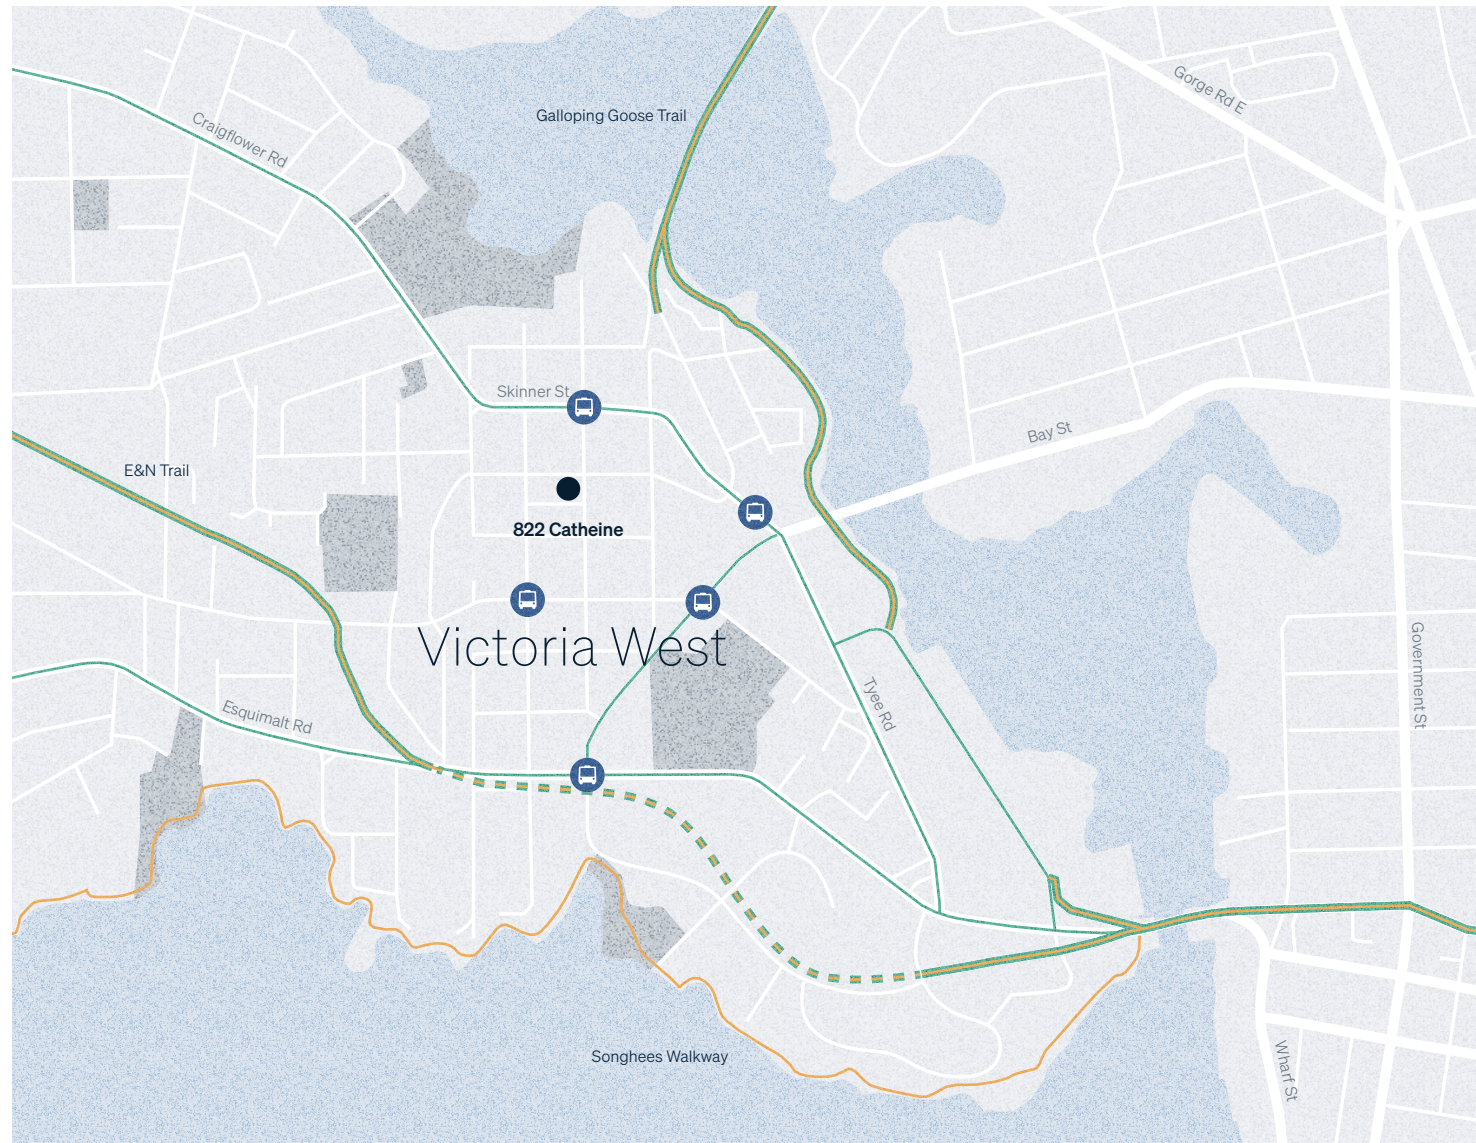 Gorge Rd E
Galloping Goose Trail
Craigflower Rd
Skinner St
Bay St
E&N Trail
822 Catheine
Victoria West
Government St
Tyee Rd
Esquimalt Rd
Songhees Walkway
Wharf St